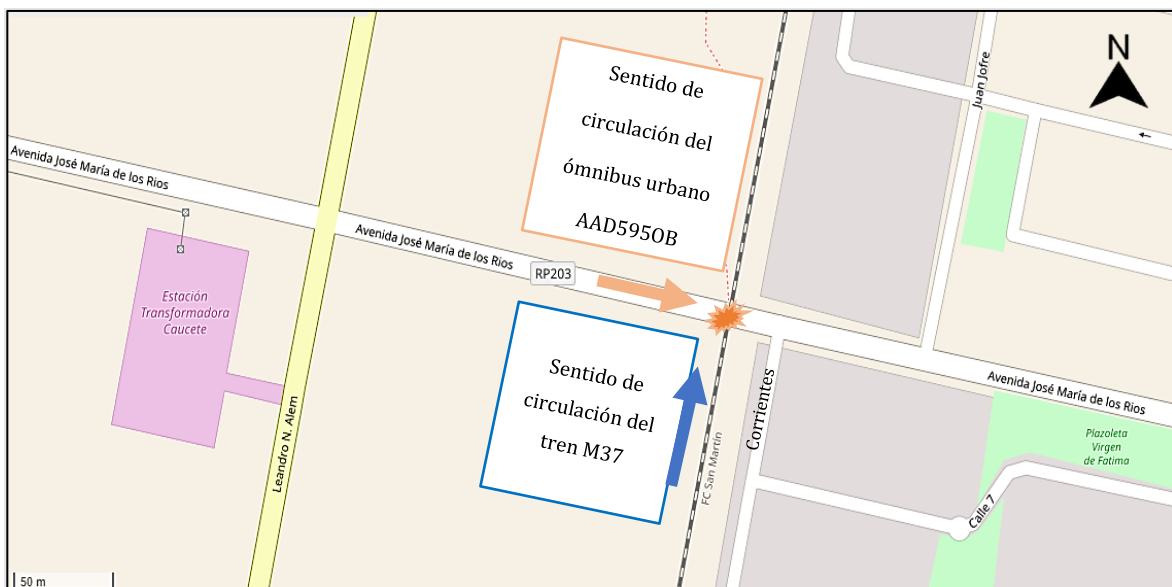 N
Sentido de
circulación del
ómnibus urbano
AAD595OB
Juan Jofre
Avenida José María de los Rios
Avenida José María de los Rios
RP203
Estación
Transformadora
Caucete
Sentido de
circulación del
tren M37
Leandro N. Alem
FC San Martín
Corrientes
Avenida José María de los Rios
Plazoleta
Virgen
de Fatima
Calle 7
50 m